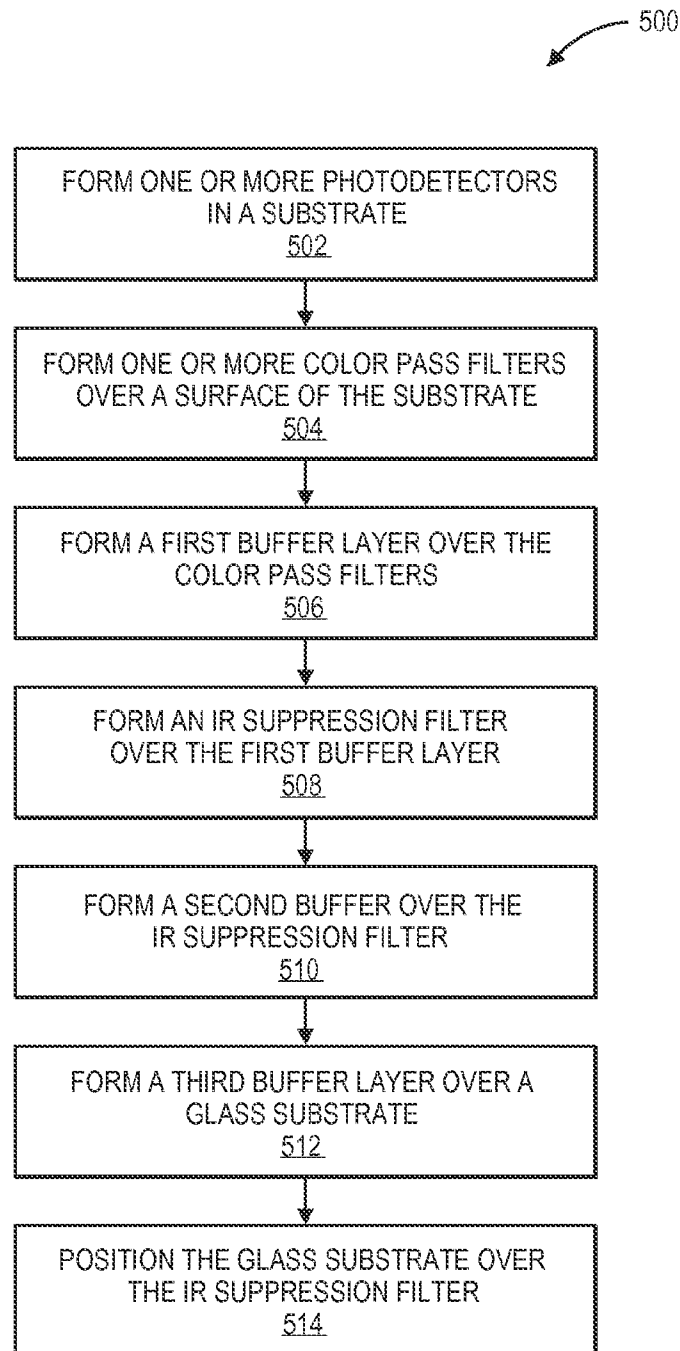 500
FORM ONE OR MORE PHOTODETECTORS
IN A SUBSTRATE
502
FORM ONE OR MORE COLOR PASS FILTERS
OVER A SURFACE OF THE SUBSTRATE
504
FORM A FIRST BUFFER LAYER OVER THE
COLOR PASS FILTERS
506
FORM AN IR SUPPRESSION FILTER
OVER THE FIRST BUFFER LAYER
508
FORM A SECOND BUFFER OVER THE
IR SUPPRESSION FILTER
510
FORM A THIRD BUFFER LAYER OVER A
GLASS SUBSTRATE
512
POSITION THE GLASS SUBSTRATE OVER
THE IR SUPPRESSION FILTER
514